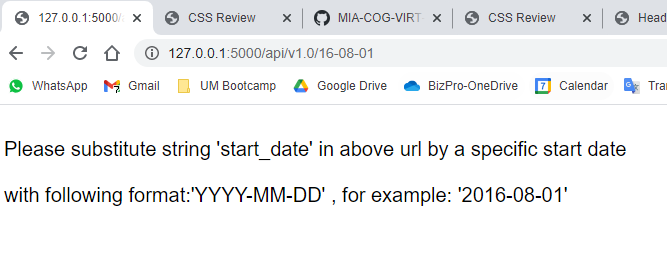 127.0.0.1:5000/
CSS Review
MIA-COG-VIRT
CSS Review
Head
127.0.0.1:5000/api/v1.0/16-08-01
WhatsApp Gmail UM Bootcamp Google Drive BizPro-OneDrive 7 Calendar Tran
Please substitute string 'start_date' in above url by a specific start date
with following format:'YYYY-MM-DD' , for example: '2016-08-01'